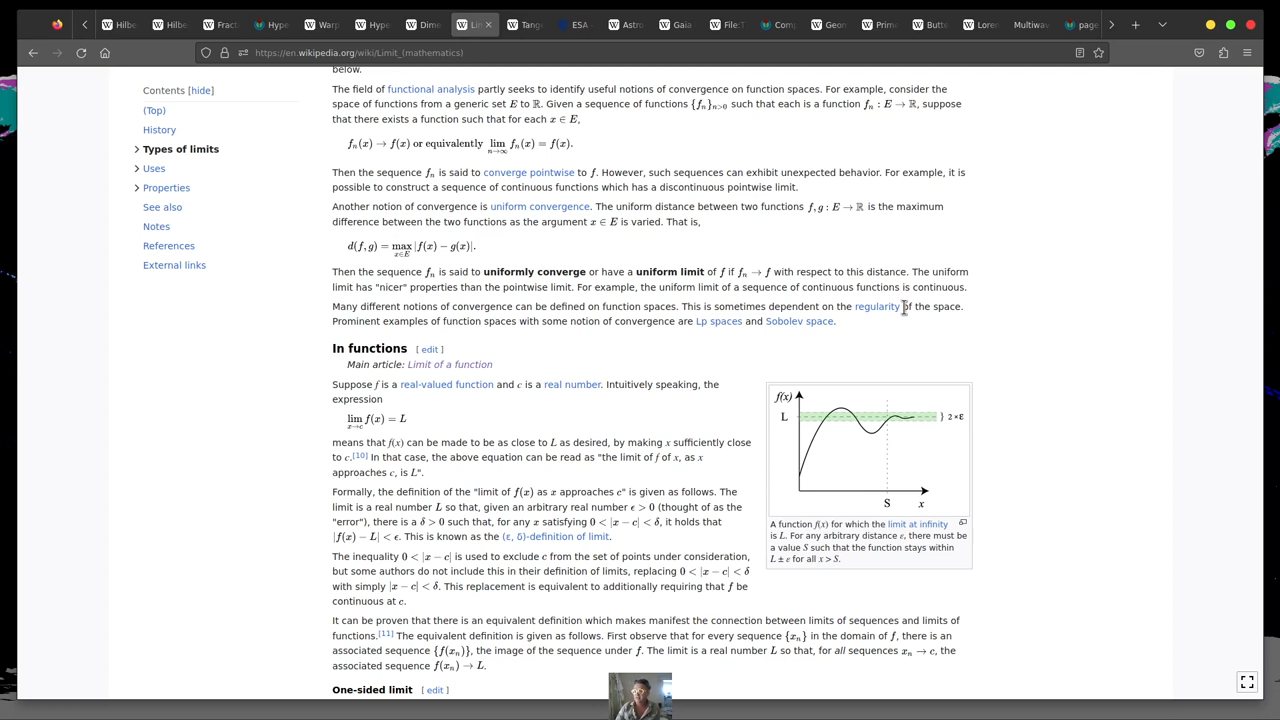 Hilbe
Hilbe
Fract
Hype
Warp
Hype
Dime
Lin
Tang
ESA
Astro
Gaia
File:T
Com
Geon
Prime
Butte
Loren
Multiwav
page
https://en.wikipedia.org/wiki/Limit_(mathematics)
Contents [hide]
(Top)
History
Types of limits
Uses
Properties
See also
Notes
References
External links
below.
The field of functional analysis partly seeks to identify useful notions of convergence on function spaces. For example, consider the
space of functions from a generic set E to ℝ. Given a sequence of functions {fₙ}ₙ>₀ such that each is a function fₙ : E → ℝ, suppose
that there exists a function such that for each x ∈ E,
fₙ(x) → f(x) or equivalently lim n→∞ fₙ(x) = f(x).
Then the sequence fₙ is said to converge pointwise to f. However, such sequences can exhibit unexpected behavior. For example, it is
possible to construct a sequence of continuous functions which has a discontinuous pointwise limit.
Another notion of convergence is uniform convergence. The uniform distance between two functions f, g : E → ℝ is the maximum
difference between the two functions as the argument x ∈ E is varied. That is,
d(f, g) = max x∈E |f(x) − g(x)|.
Then the sequence fₙ is said to uniformly converge or have a uniform limit of f if fₙ → f with respect to this distance. The uniform
limit has "nicer" properties than the pointwise limit. For example, the uniform limit of a sequence of continuous functions is continuous.
Many different notions of convergence can be defined on function spaces. This is sometimes dependent on the regularity of the space.
Prominent examples of function spaces with some notion of convergence are Lp spaces and Sobolev space.
In functions [ edit ]
Main article: Limit of a function
Suppose f is a real-valued function and c is a real number. Intuitively speaking, the
expression
lim x→c f(x) = L
means that f(x) can be made to be as close to L as desired, by making x sufficiently close
to c.[10] In that case, the above equation can be read as "the limit of f of x, as x
approaches c, is L".
Formally, the definition of the "limit of f(x) as x approaches c" is given as follows. The
limit is a real number L so that, given an arbitrary real number ϵ > 0 (thought of as the
"error"), there is a δ > 0 such that, for any x satisfying 0 < |x − c| < δ, it holds that
|f(x) − L| < ϵ. This is known as the (ε, δ)-definition of limit.
The inequality 0 < |x − c| is used to exclude c from the set of points under consideration,
but some authors do not include this in their definition of limits, replacing 0 < |x − c| < δ
with simply |x − c| < δ. This replacement is equivalent to additionally requiring that f be
continuous at c.
It can be proven that there is an equivalent definition which makes manifest the connection between limits of sequences and limits of
functions.[11] The equivalent definition is given as follows. First observe that for every sequence {xₙ} in the domain of f, there is an
associated sequence {f(xₙ)}, the image of the sequence under f. The limit is a real number L so that, for all sequences xₙ → c, the
associated sequence f(xₙ) → L.
One-sided limit [ edit ]
f(x)
L
} 2×ε
S
x
A function f(x) for which the limit at infinity
is L. For any arbitrary distance ε, there must be
a value S such that the function stays within
L ± ε for all x > S.